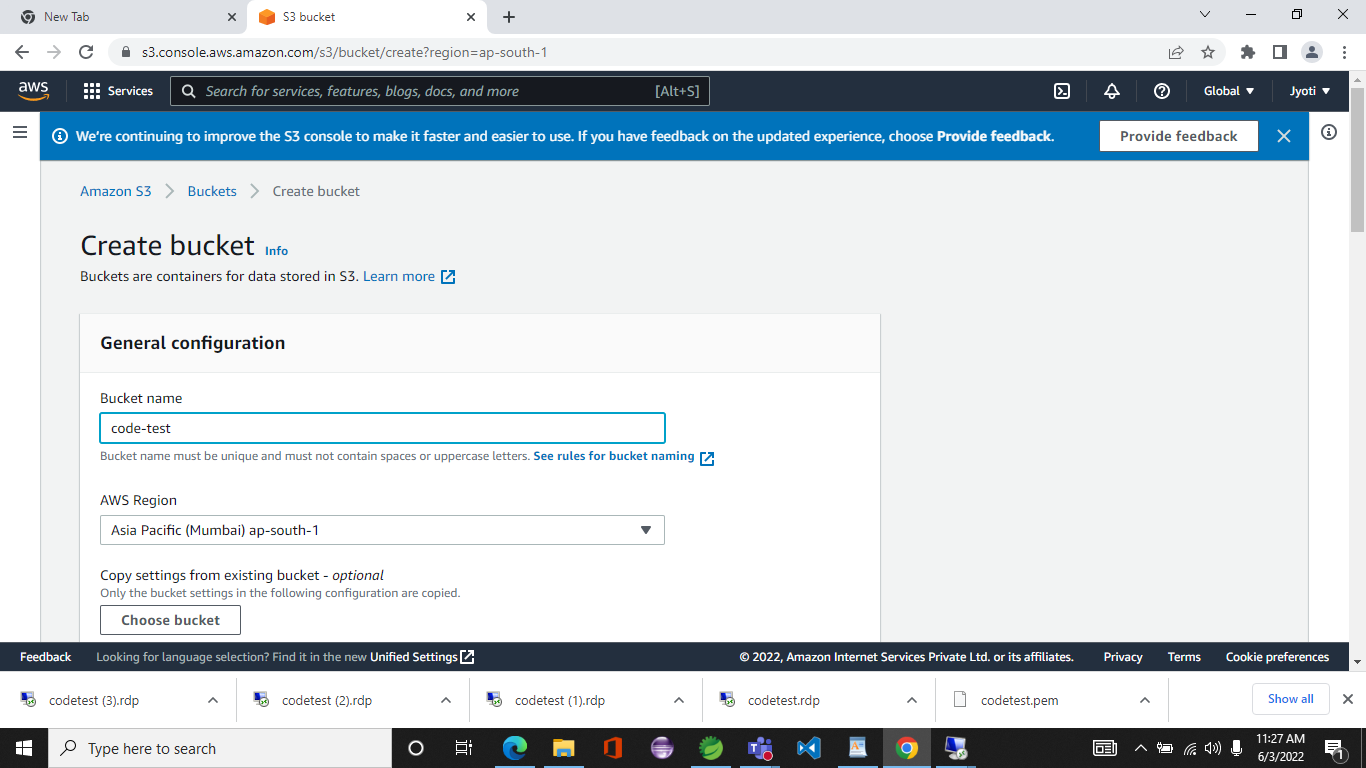 New Tab
S3 bucket
s3.console.aws.amazon.com/s3/bucket/create?region=ap-south-1
aws
Services
Search for services, features, blogs, docs, and more
[Alt+S]
Global
Jyoti
We're continuing to improve the S3 console to make it faster and easier to use. If you have feedback on the updated experience, choose Provide feedback.
Provide feedback
Amazon S3
Buckets
Create bucket
Create bucket Info
Buckets are containers for data stored in S3. Learn more
General configuration
Bucket name
code-test
Bucket name must be unique and must not contain spaces or uppercase letters. See rules for bucket naming
AWS Region
Asia Pacific (Mumbai) ap-south-1
Copy settings from existing bucket - optional
Only the bucket settings in the following configuration are copied.
Choose bucket
Feedback
Looking for language selection? Find it in the new Unified Settings
© 2022, Amazon Internet Services Private Ltd. or its affiliates.
Privacy
Terms
Cookie preferences
codetest (3).rdp
codetest (2).rdp
codetest (1).rdp
codetest.rdp
codetest.pem
Show all
Type here to search
11:27 AM
6/3/2022
1